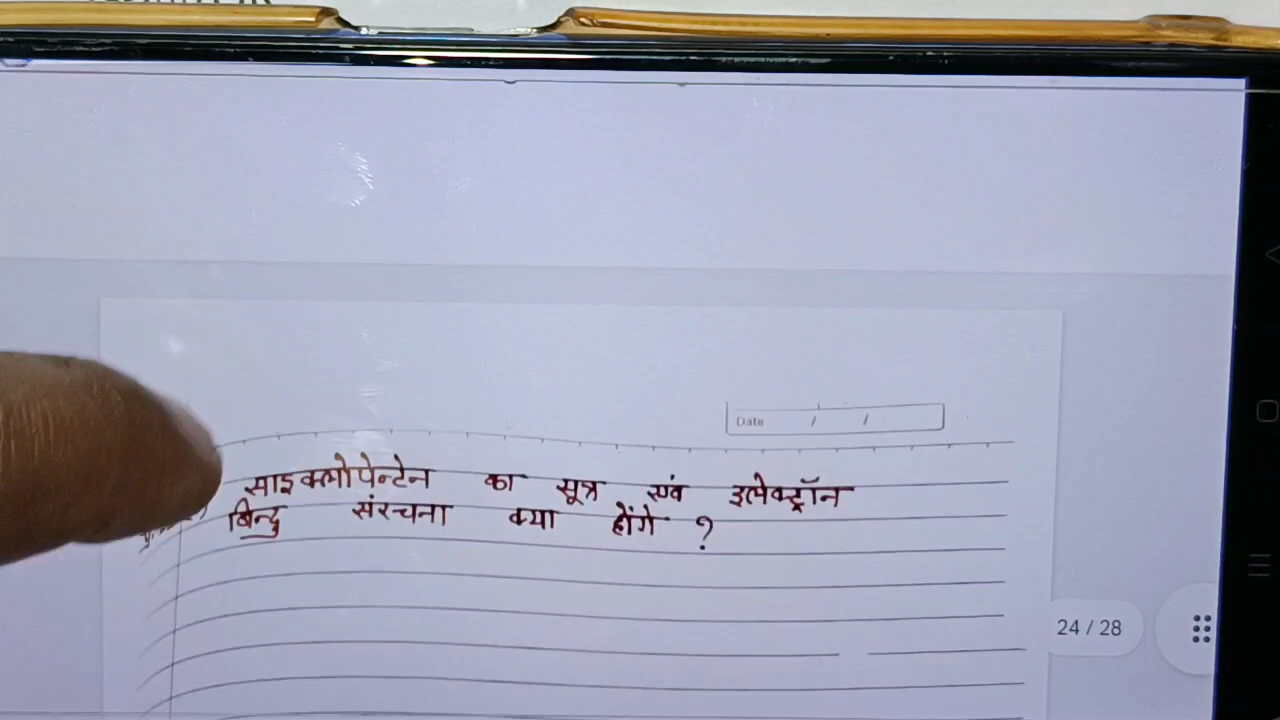 Date / /
साइक्लोपेन्टेन का सूत्र एवं इलेक्ट्रॉन
बिन्दु संरचना क्या होंगे ?
24 / 28